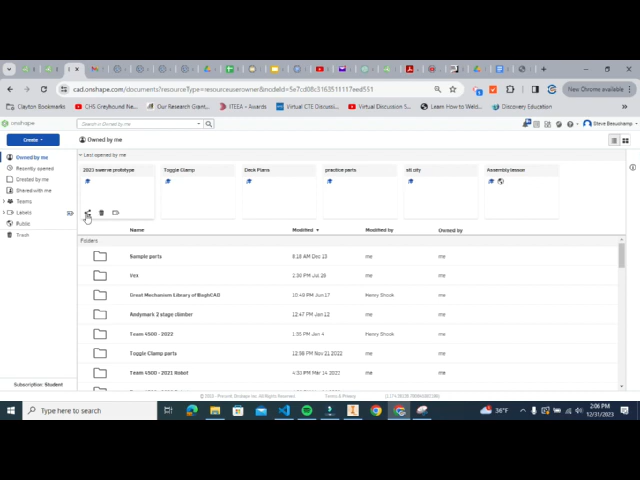 cad.onshape.com/documents?resourceType=resourceuserowner&nodeId=5e7cd08c3163511117eed551
New Chrome available
Clayton Bookmarks
CHS Greyhound News
Our Research Grant...
ITEEA - Awards
Virtual CTE Discussi...
Virtual Discussion S...
Learn How to Weld...
Discovery Education
onshape
Search in Owned by me
Steve Beauchamp
Create
Owned by me
Owned by me
Recently opened
Created by me
Shared with me
Teams
Labels
Public
Trash
Subscription: Student
Last opened by me
2023 swerve prototype
Toggle Clamp
Deck Plans
practice parts
stl city
Assembly lesson
Name
Modified
Modified by
Owned by
Folders
Sample parts
8:18 AM Dec 13
me
me
Vex
2:30 PM Jul 20
me
me
Great Mechanism Library of BaghCAD
10:49 PM Jun 17
Henry Shook
me
Andymark 2 stage climber
12:47 PM Jan 12
me
me
Team 4500 - 2022
1:35 PM Jan 4
Henry Shook
me
Toggle Clamp parts
12:58 PM Nov 21 2022
me
me
Team 4500 - 2021 Robot
4:33 PM Mar 14 2022
me
me
Terms & Privacy
Type here to search
36°F
2:06 PM
12/31/2023